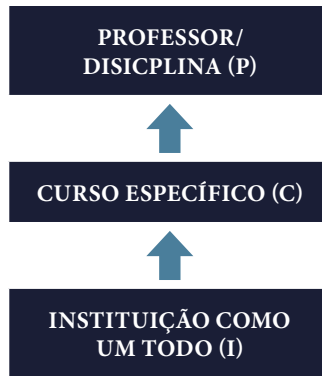 PROFESSOR/
DISICPLINA (P)
CURSO ESPECÍFICO (C)
INSTITUIÇÃO COMO
UM TODO (I)